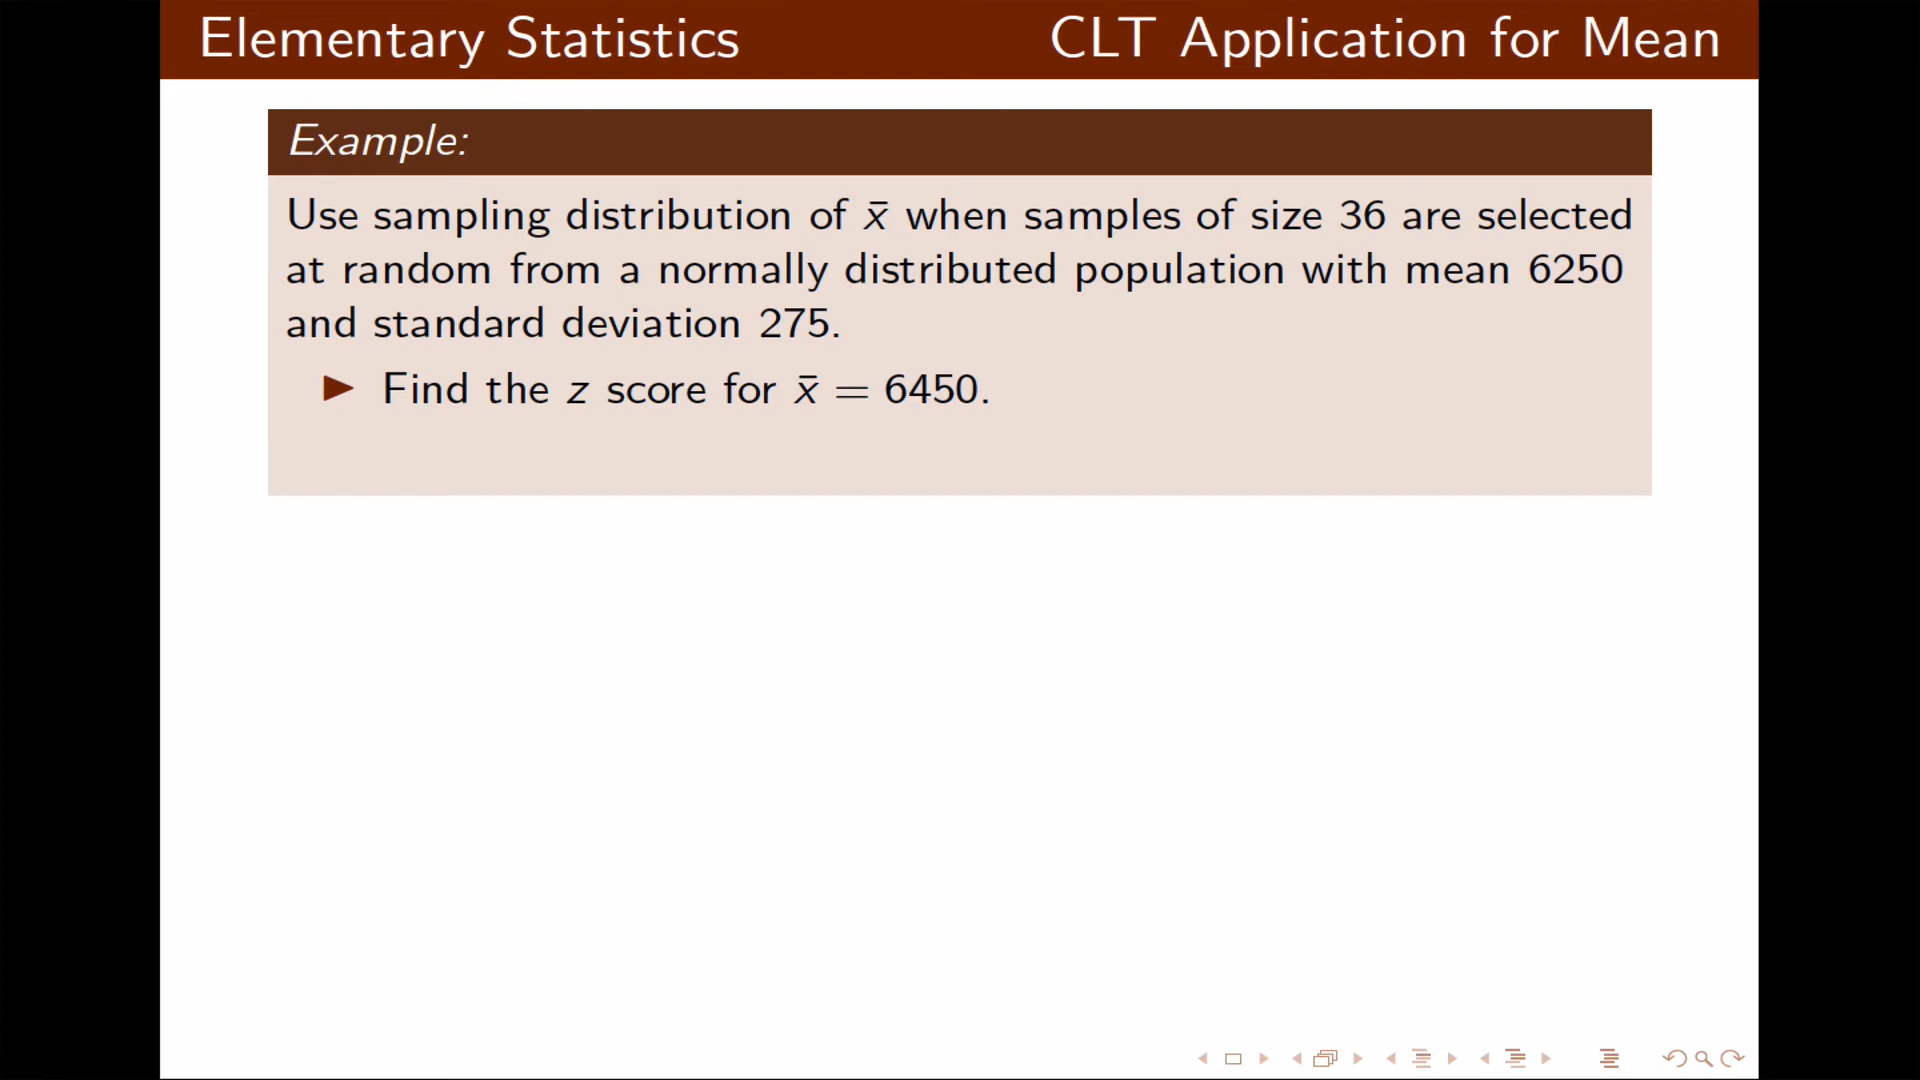 Elementary Statistics CLT Application for Mean
Example:
Use sampling distribution of x̄ when samples of size 36 are selected
at random from a normally distributed population with mean 6250
and standard deviation 275.
▶ Find the z score for x̄ = 6450.